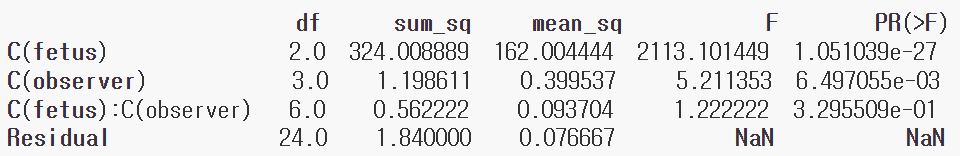 df sum_sq mean_sq F PR(>F)
C(fetus) 2.0 324.008889 162.004444 2113.101449 1.051039e-27
C(observer) 3.0 1.198611 0.399537 5.211353 6.497055e-03
C(fetus):C(observer) 6.0 0.562222 0.093704 1.222222 3.295509e-01
Residual 24.0 1.840000 0.076667 NaN NaN